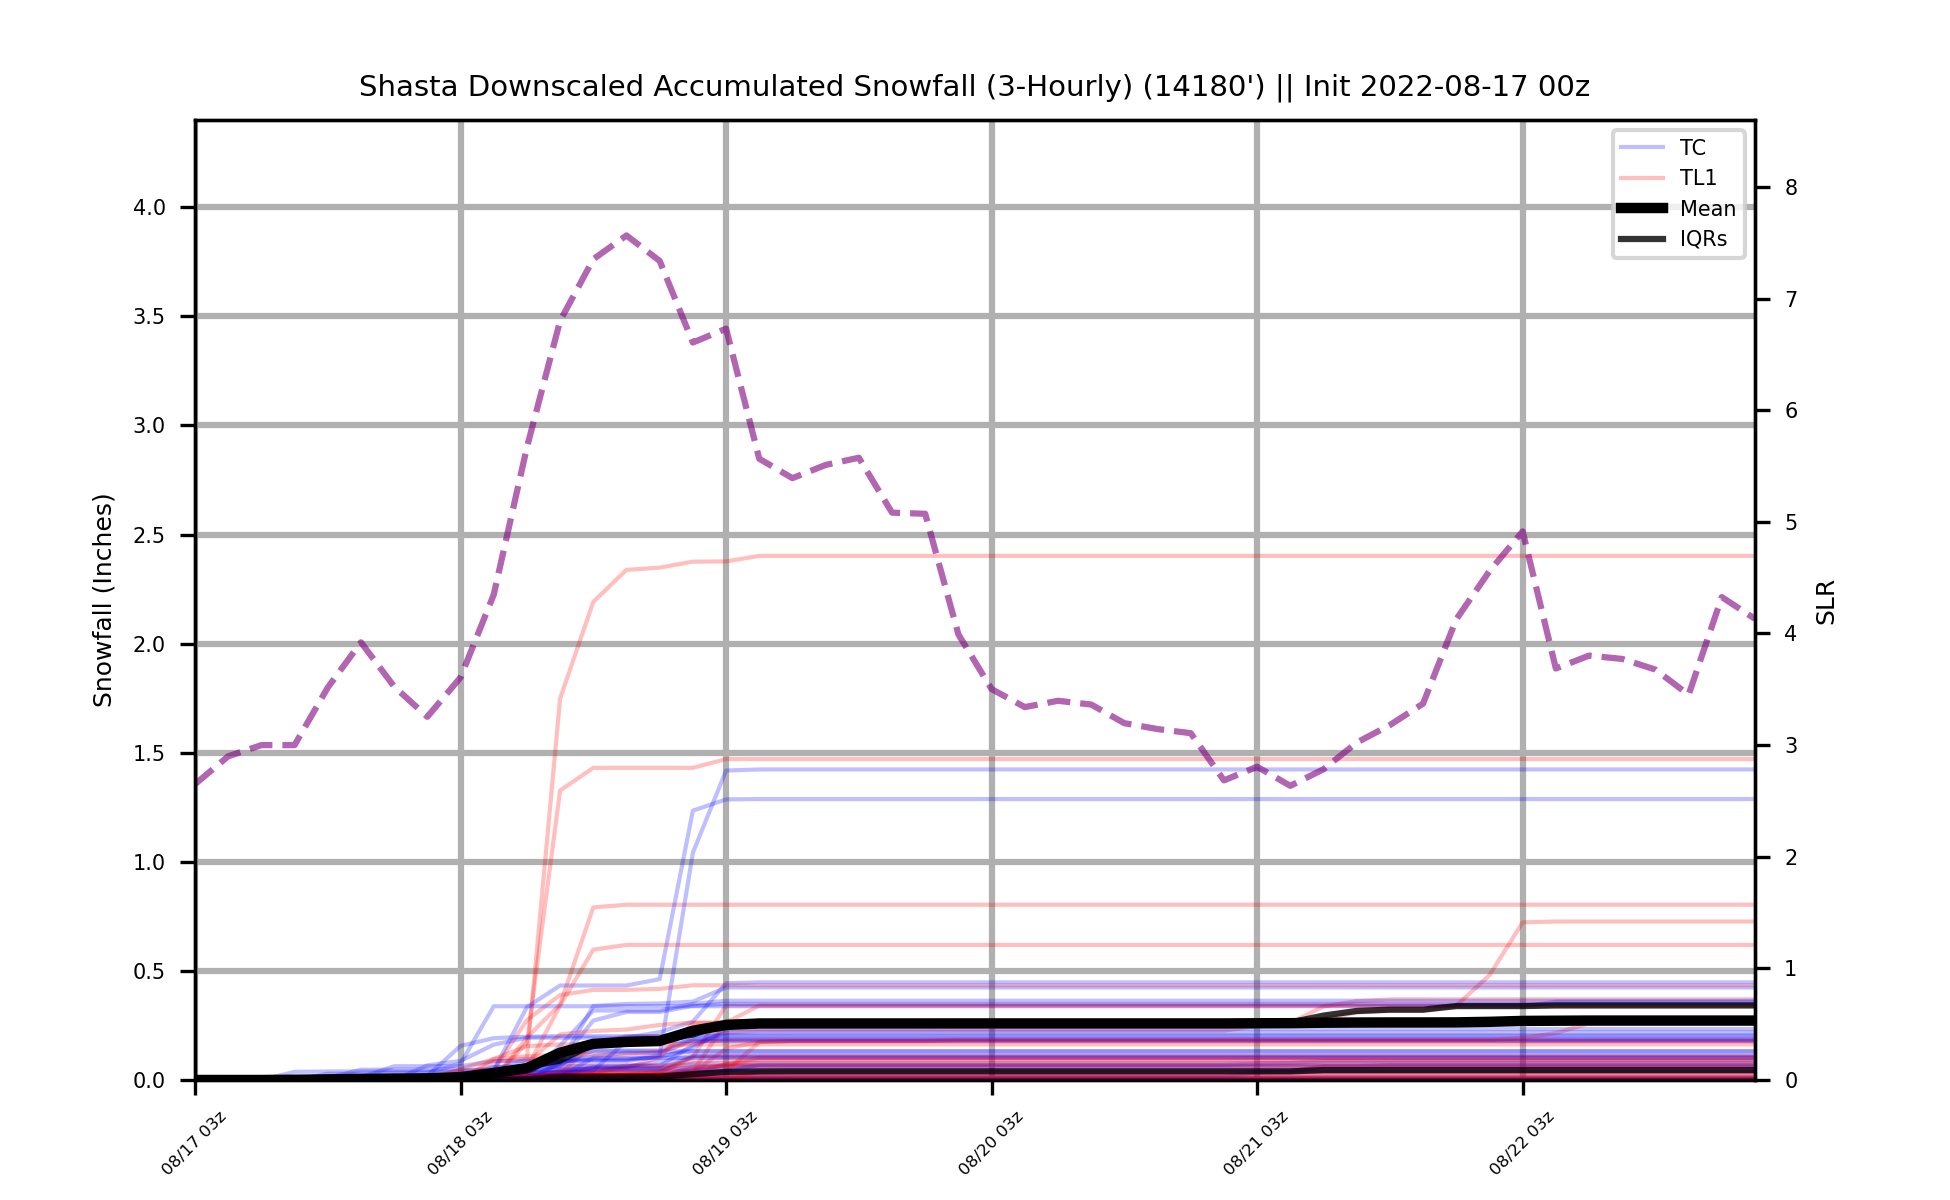 Shasta Downscaled Accumulated Snowfall (3-Hourly) (14180') || Init 2022-08-17 00z
TC
TL1
Mean
IQRs
Snowfall (Inches)
4.0
3.5
3.0
2.5
2.0
1.5
1.0
0.5
0.0
8
7
6
5
4
3
2
1
0
SLR
08/17 03z
08/18 03z
08/19 03z
08/20 03z
08/21 03z
08/22 03z